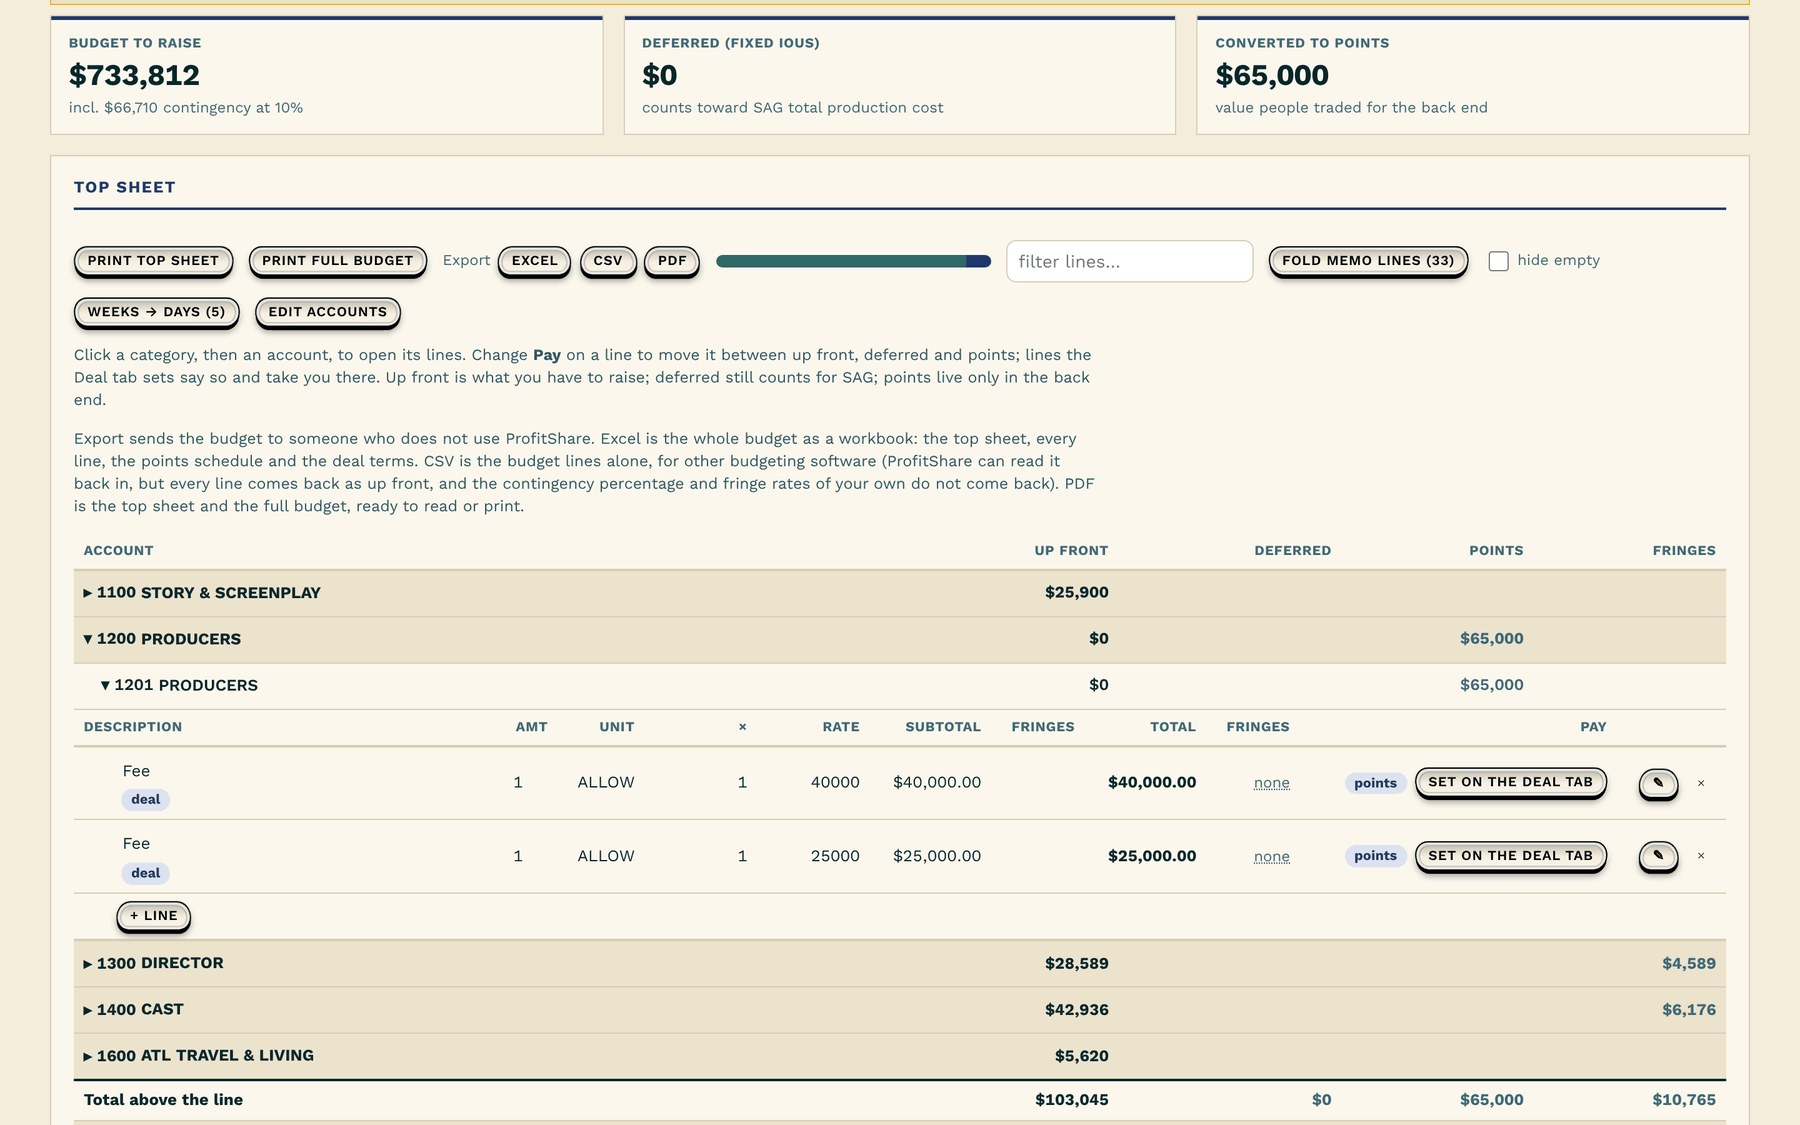 BUDGET TO RAISE
$733,812
incl. $66,710 contingency at 10%
DEFERRED (FIXED IOUS)
$0
counts toward SAG total production cost
CONVERTED TO POINTS
$65,000
value people traded for the back end
TOP SHEET
PRINT TOP SHEET PRINT FULL BUDGET Export EXCEL CSV PDF filter lines... FOLD MEMO LINES (33) hide empty
WEEKS → DAYS (5) EDIT ACCOUNTS
Click a category, then an account, to open its lines. Change Pay on a line to move it between up front, deferred and points; lines the
Deal tab sets say so and take you there. Up front is what you have to raise; deferred still counts for SAG; points live only in the back
end.
Export sends the budget to someone who does not use ProfitShare. Excel is the whole budget as a workbook: the top sheet, every
line, the points schedule and the deal terms. CSV is the budget lines alone, for other budgeting software (ProfitShare can read it
back in, but every line comes back as up front, and the contingency percentage and fringe rates of your own do not come back). PDF
is the top sheet and the full budget, ready to read or print.
ACCOUNT UP FRONT DEFERRED POINTS FRINGES
▸ 1100 STORY & SCREENPLAY $25,900
▾ 1200 PRODUCERS $0 $65,000
▾ 1201 PRODUCERS $0 $65,000
DESCRIPTION AMT UNIT × RATE SUBTOTAL FRINGES TOTAL FRINGES PAY
Fee 1 ALLOW 1 40000 $40,000.00 $40,000.00 none points SET ON THE DEAL TAB ✎ ×
deal
Fee 1 ALLOW 1 25000 $25,000.00 $25,000.00 none points SET ON THE DEAL TAB ✎ ×
deal
+ LINE
▸ 1300 DIRECTOR $28,589 $4,589
▸ 1400 CAST $42,936 $6,176
▸ 1600 ATL TRAVEL & LIVING $5,620
Total above the line $103,045 $0 $65,000 $10,765